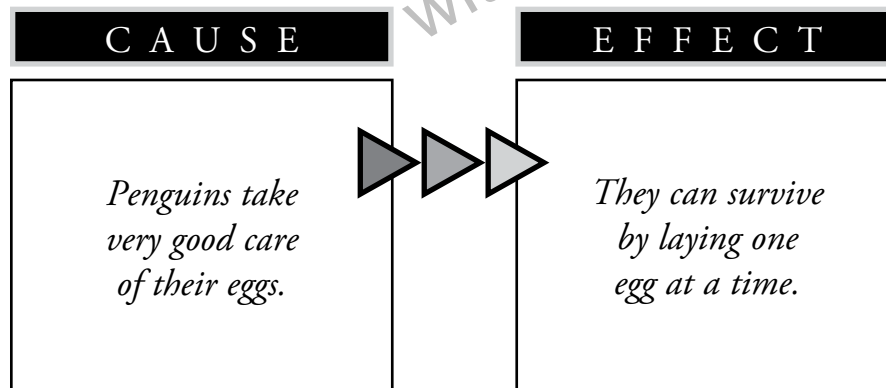 CAUSE
EFFECT
Penguins take
very good care
of their eggs.
They can survive
by laying one
egg at a time.